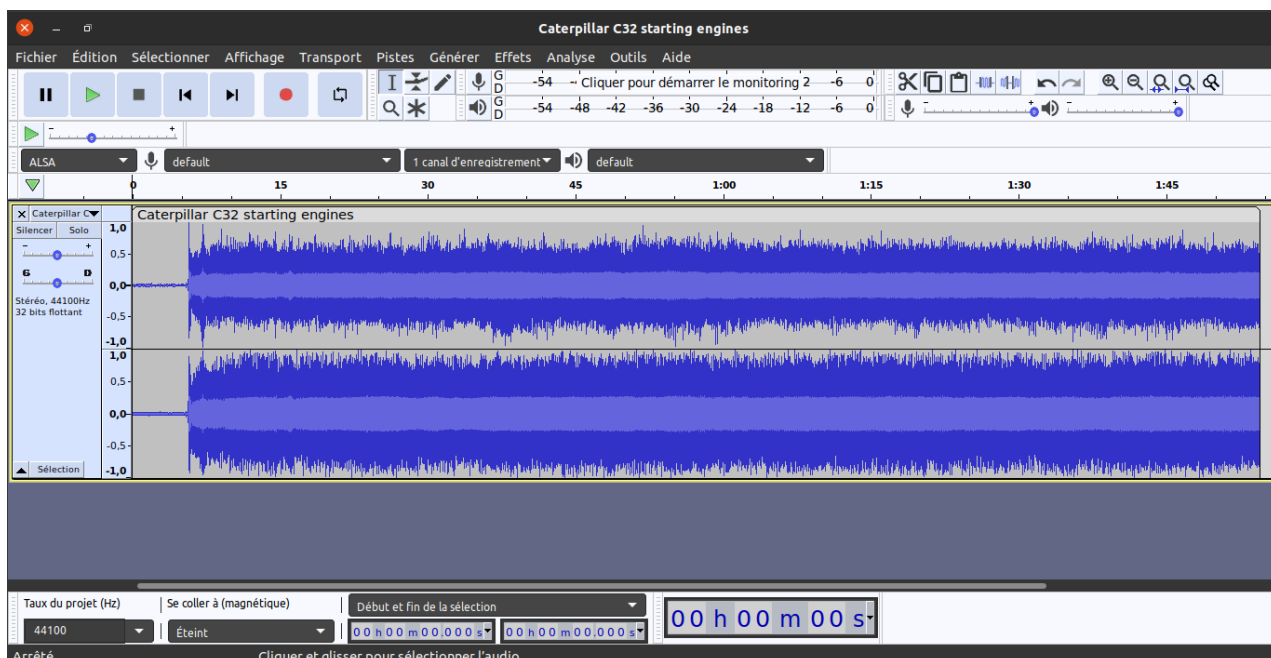 Caterpillar C32 starting engines
Fichier Édition Sélectionner Affichage Transport Pistes Générer Effets Analyse Outils Aide
G D -54 Cliquer pour démarrer le monitoring 2 -6 0
G D -54 -48 -42 -36 -30 -24 -18 -12 -6 0
- +
- +
- +
ALSA default 1 canal d'enregistrement default
0 15 30 45 1:00 1:15 1:30 1:45
Caterpillar C Caterpillar C32 starting engines
Silencer Solo
- +
G D
Stéréo, 44100Hz
32 bits flottant
Sélection
1,0
0,5
0,0
-0,5
-1,0
1,0
0,5
0,0
-0,5
-1,0
Taux du projet (Hz) Se coller à (magnétique) Début et fin de la sélection
44100 Éteint 00 h 00 m 00.000 s 00 h 00 m 00.000 s 00 h 00 m 00 s
Arrêté Cliquer et glisser pour sélectionner l'audio